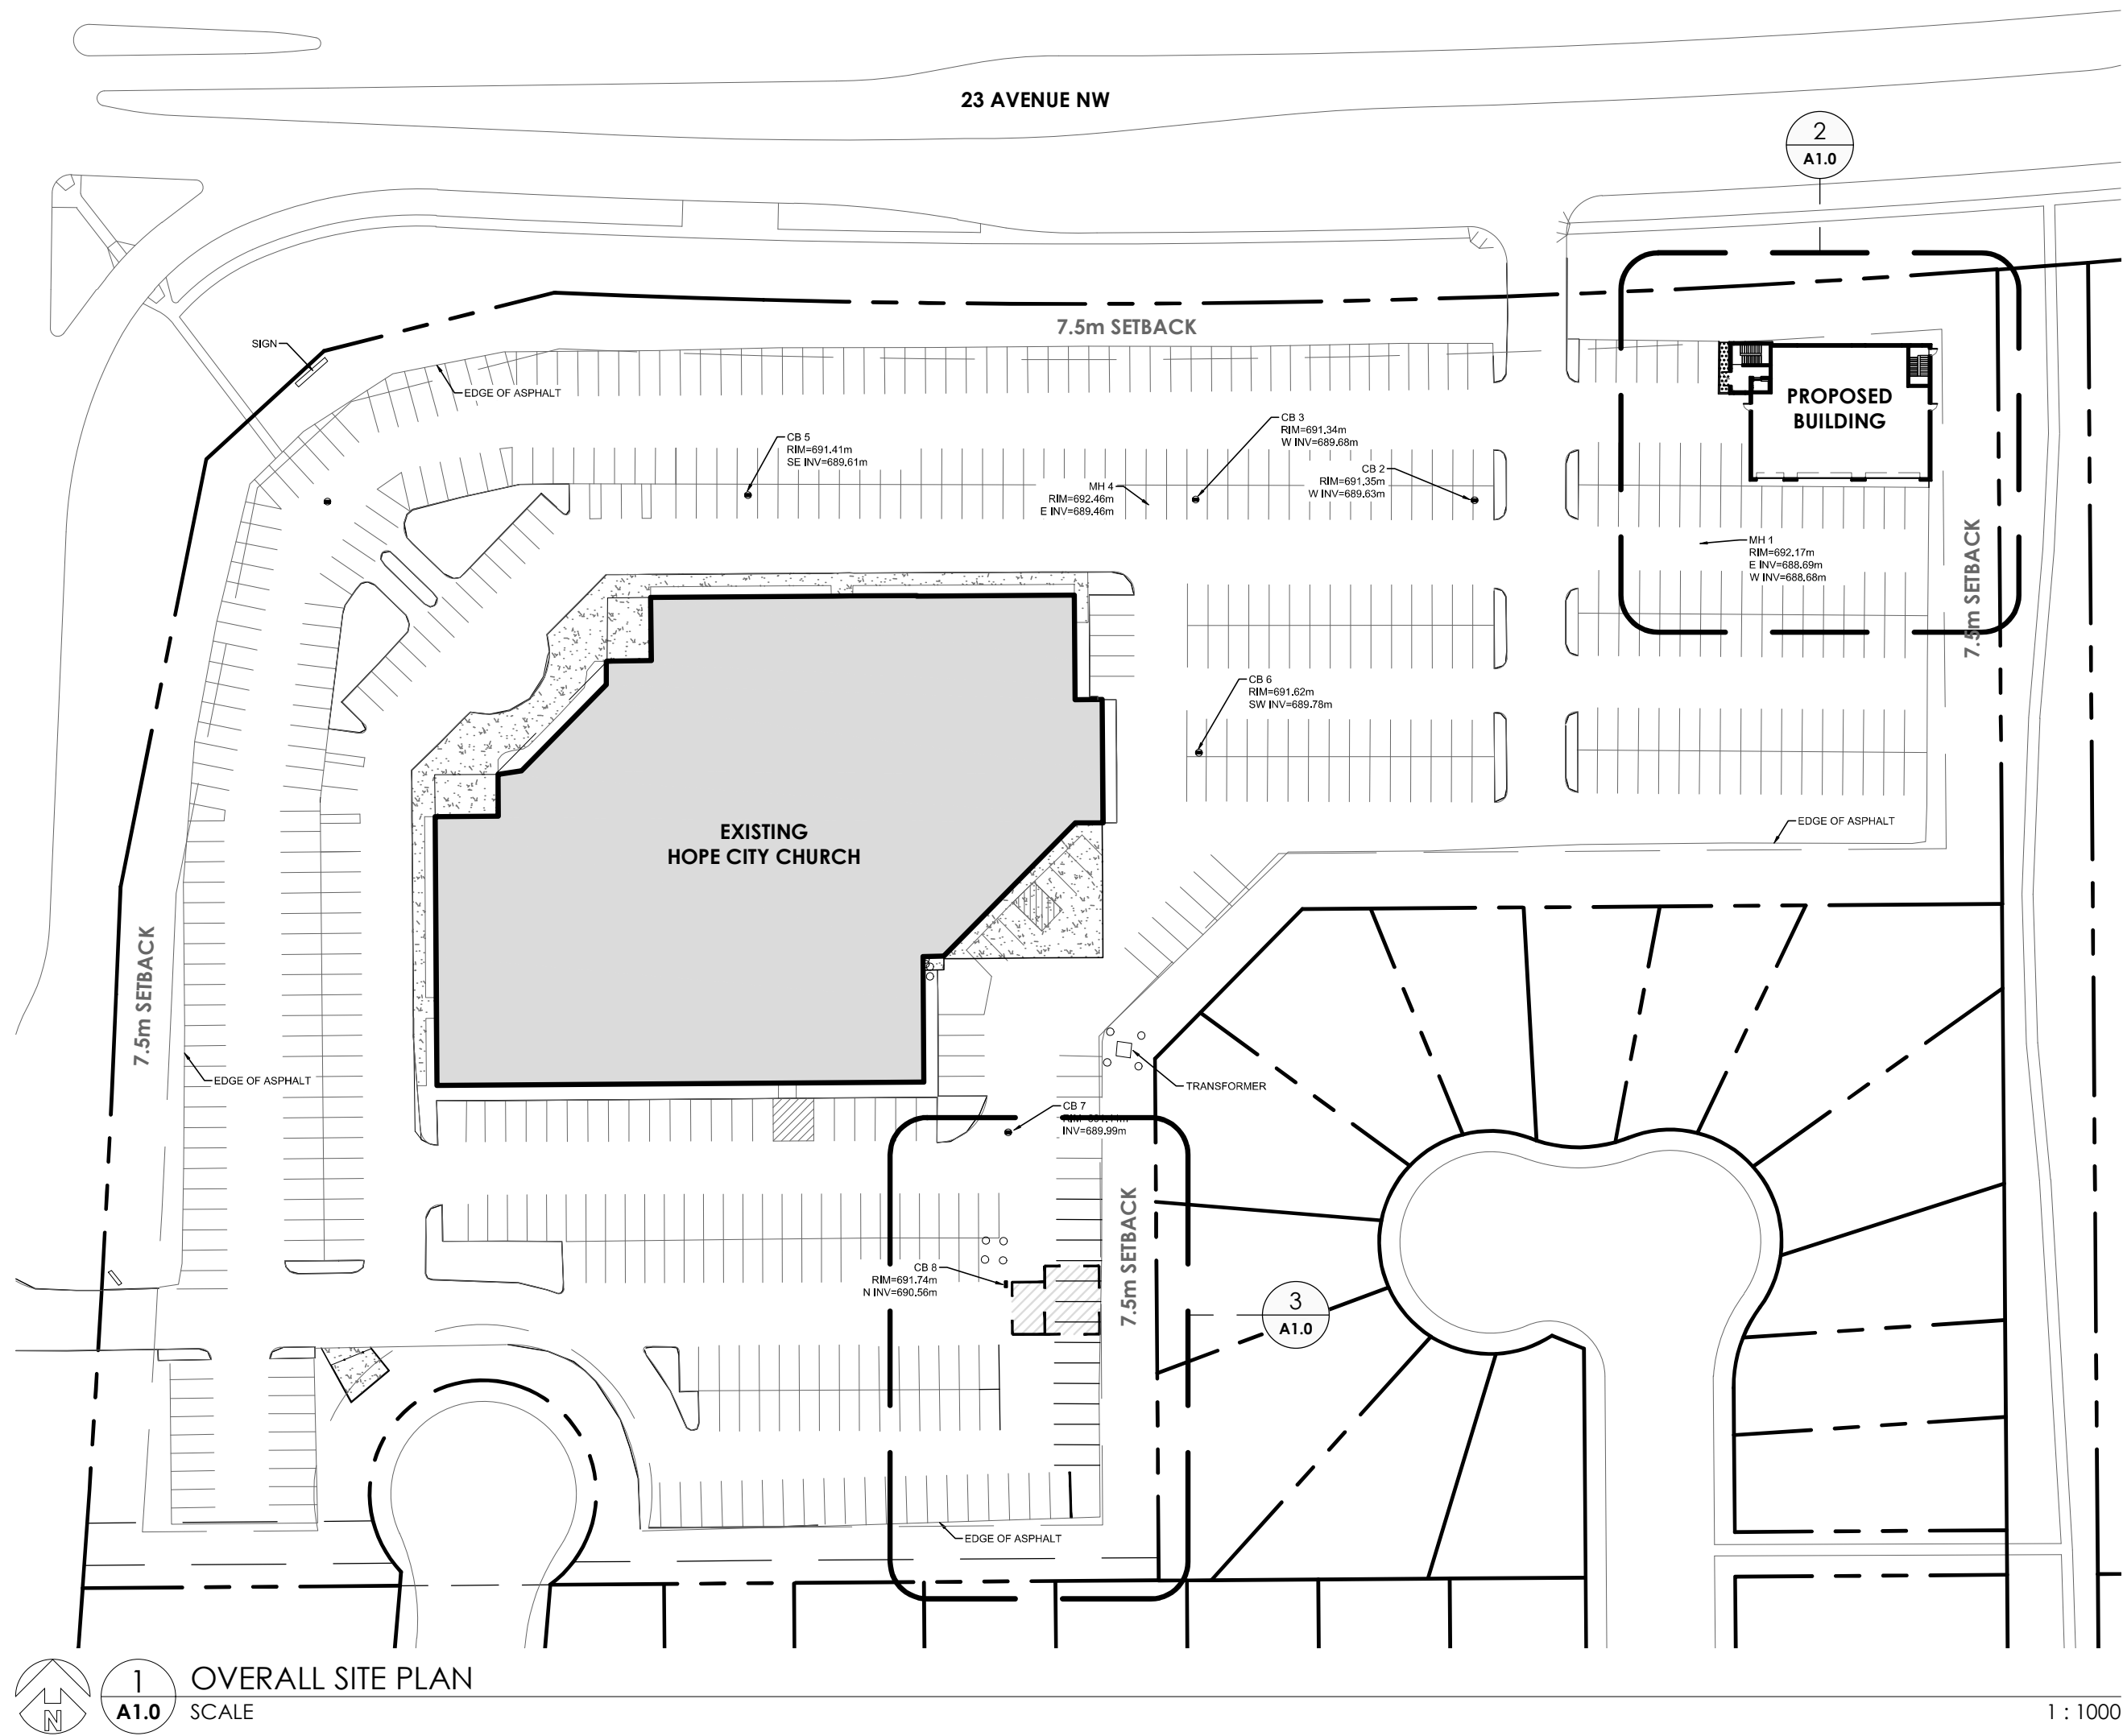 23 AVENUE NW
2
A1.0
7.5m SETBACK
SIGN
EDGE OF ASPHALT
PROPOSED
BUILDING
CB 3
RIM=691.34m
W INV=689.68m
CB 5
RIM=691.41m
SE INV=689.61m
CB 2
RIM=691.35m
W INV=689.63m
MH 4
RIM=692.46m
E INV=689.46m
MH 1
RIM=692.17m
E INV=688.69m
W INV=688.68m
7.5m SETBACK
CB 6
RIM=691.62m
SW INV=689.78m
EXISTING
HOPE CITY CHURCH
EDGE OF ASPHALT
7.5m SETBACK
EDGE OF ASPHALT
TRANSFORMER
CB 7
INV=689.99m
7.5m SETBACK
CB 8
RIM=691.74m
N INV=690.56m
3
A1.0
EDGE OF ASPHALT
N
1
A1.0
OVERALL SITE PLAN
SCALE
1 : 1000